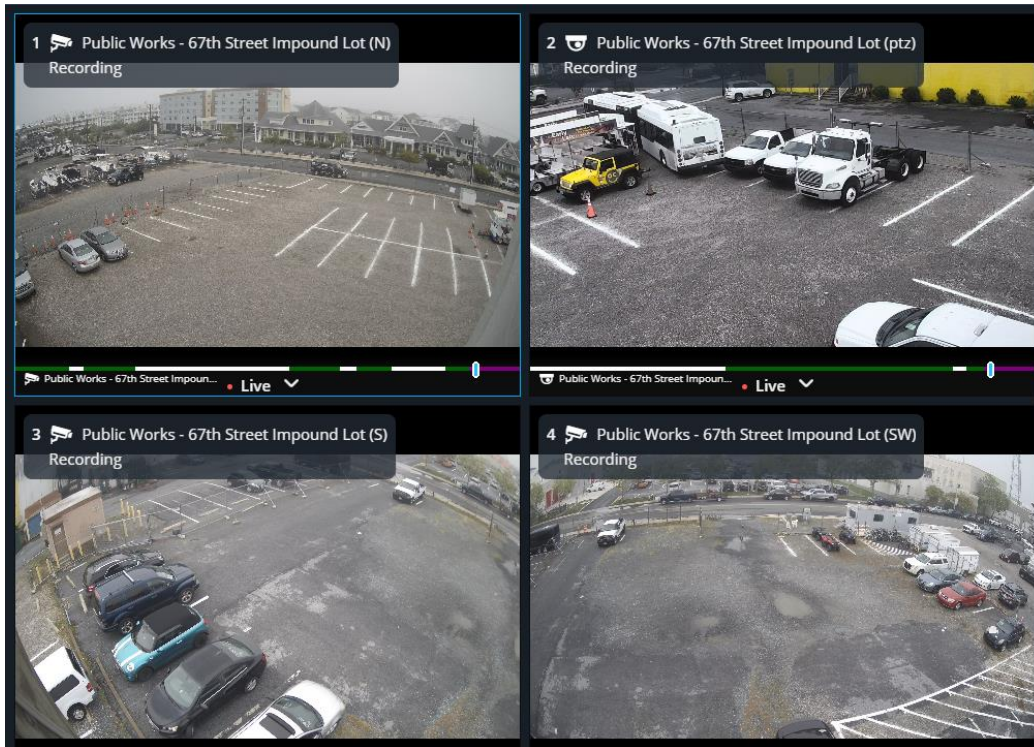 1 Public Works - 67th Street Impound Lot (N)
Recording
2 Public Works - 67th Street Impound Lot (ptz)
Recording
Public Works - 67th Street Impoun...
Live
Public Works - 67th Street Impoun...
Live
3 Public Works - 67th Street Impound Lot (S)
Recording
4 Public Works - 67th Street Impound Lot (SW)
Recording